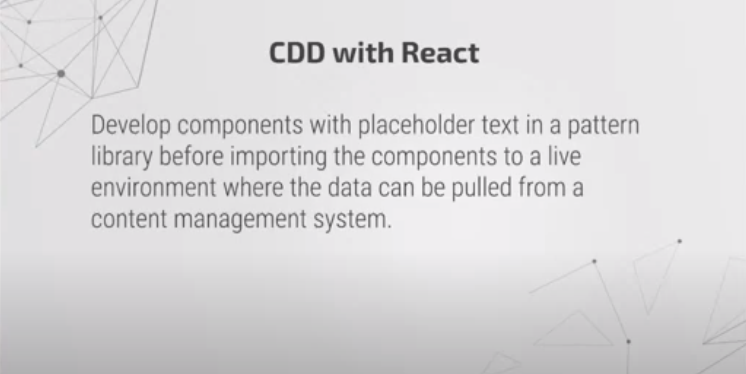 CDD with React
Develop components with placeholder text in a pattern
library before importing the components to a live
environment where the data can be pulled from a
content management system.